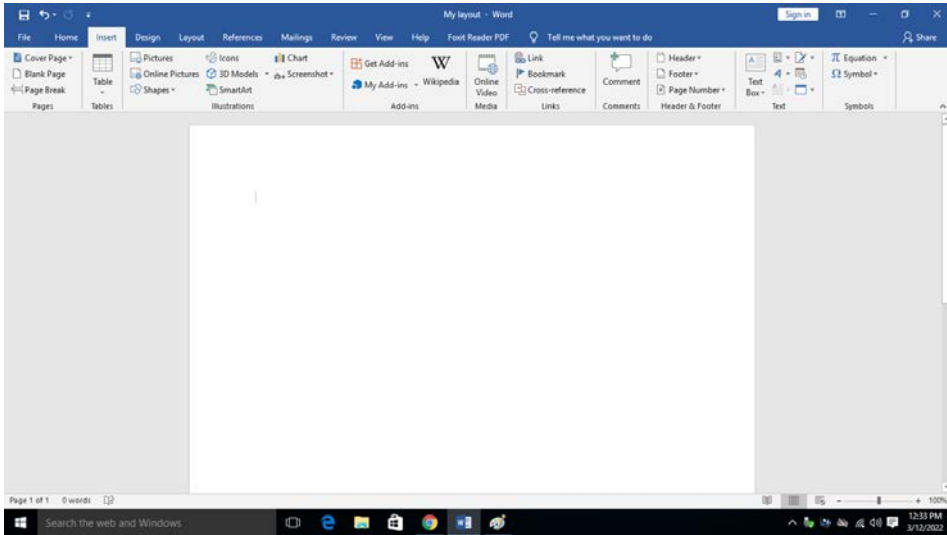 My layout - Word
Sign in
File Home Insert Design Layout References Mailings Review View Help Foxit Reader PDF Tell me what you want to do Share
Cover Page
Blank Page
Page Break
Pages
Table
Tables
Pictures
Online Pictures
Shapes
Icons
3D Models
SmartArt
Chart
Screenshot
Illustrations
Get Add-ins
My Add-ins
W
Wikipedia
Add-ins
Online
Video
Media
Link
Bookmark
Cross-reference
Links
Comment
Comments
Header
Footer
Page Number
Header & Footer
Text
Box
Text
π Equation
Ω Symbol
Symbols
Page 1 of 1 0 words
100%
Search the web and Windows
12:33 PM
3/12/2022